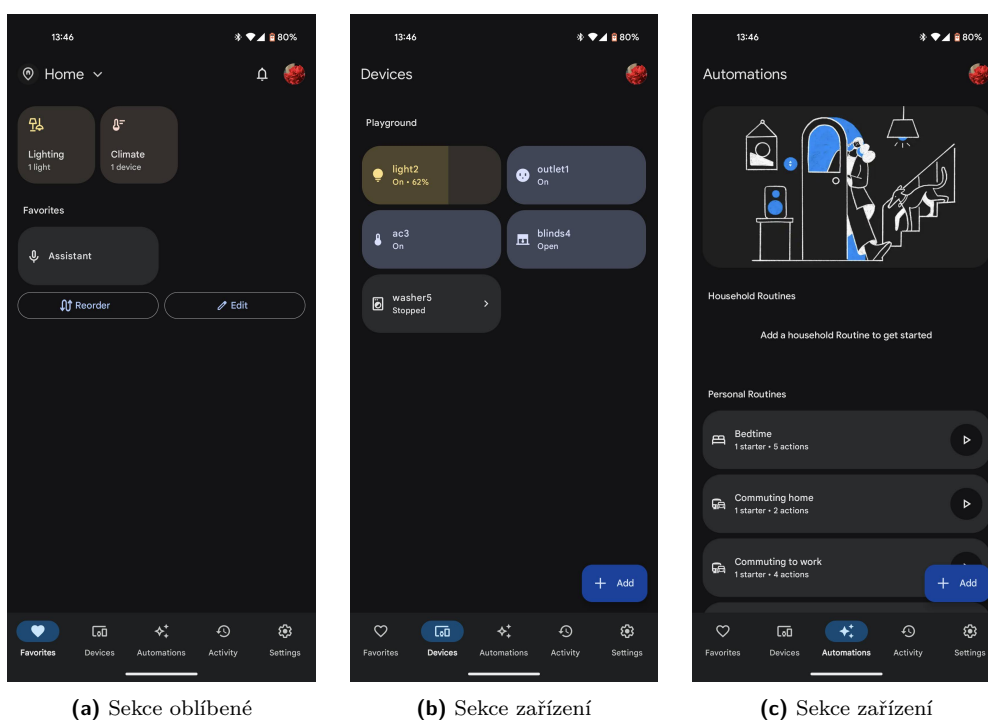 13:46
80%
Home
Lighting
1 light
Climate
1 device
Favorites
Assistant
Reorder
Edit
Favorites
Devices
Automations
Activity
Settings
(a) Sekce oblíbené
13:46
80%
Devices
Playground
light2
On • 62%
outlet1
On
ac3
On
blinds4
Open
washer5
Stopped
+ Add
Favorites
Devices
Automations
Activity
Settings
(b) Sekce zařízení
13:46
80%
Automations
Household Routines
Add a household Routine to get started
Personal Routines
Bedtime
1 starter • 5 actions
Commuting home
1 starter • 2 actions
Commuting to work
1 starter • 4 actions
+ Add
Favorites
Devices
Automations
Activity
Settings
(c) Sekce zařízení